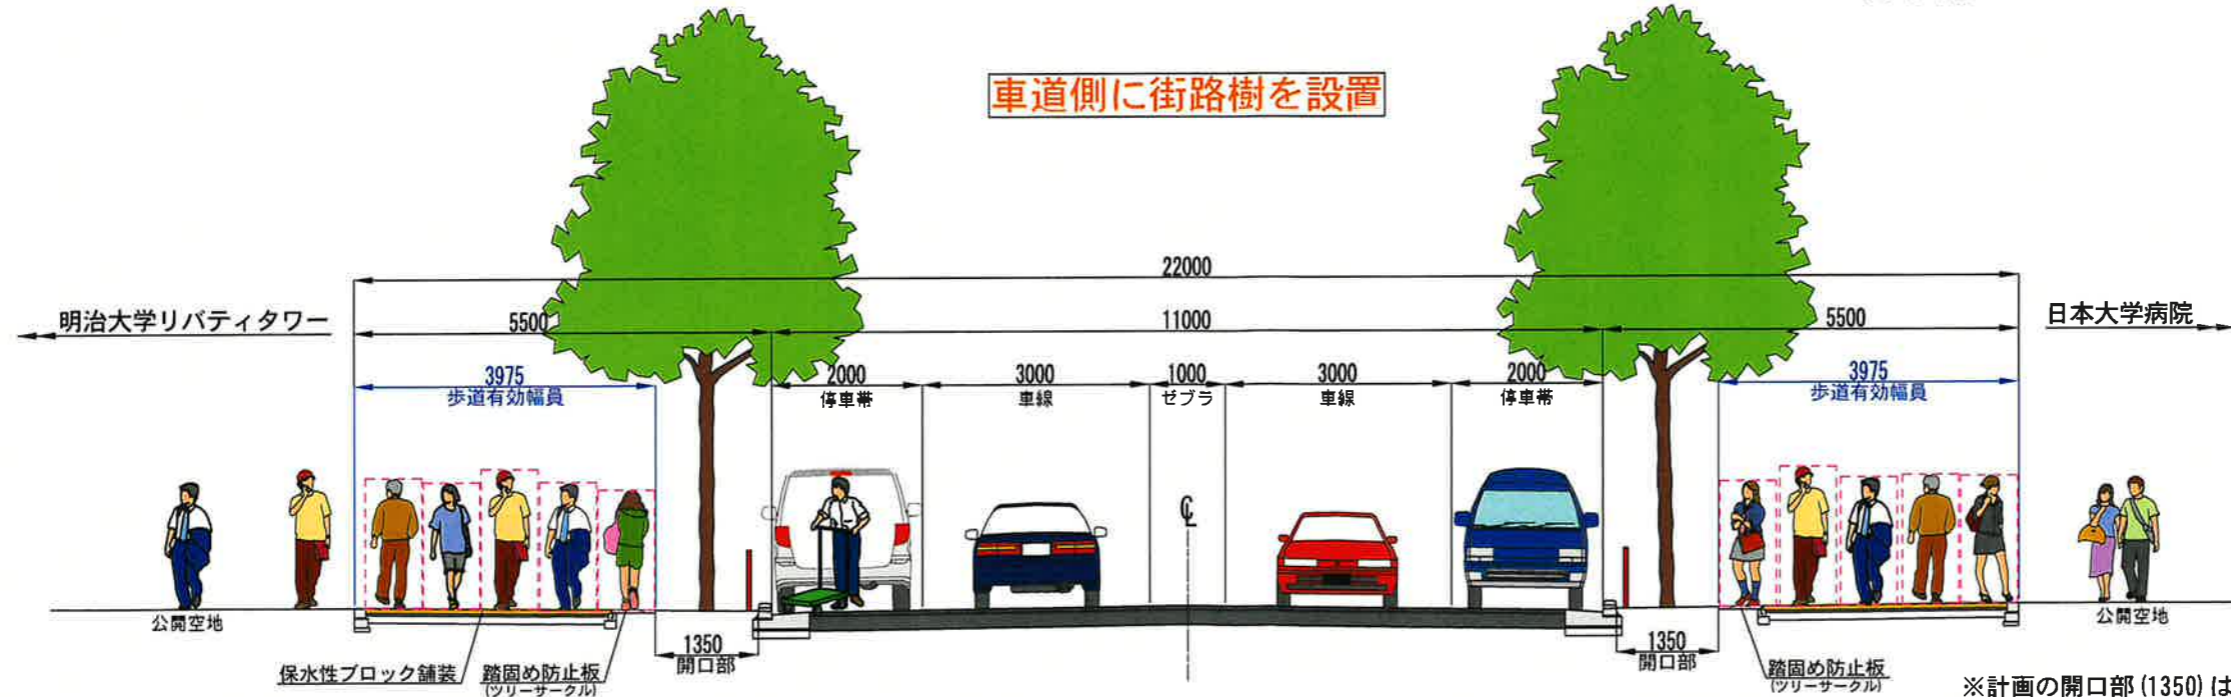 車道側に街路樹を設置
22000
明治大学リバティタワー
5500
11000
5500
日本大学病院
3975
歩道有効幅員
2000
停車帯
3000
車線
1000
ゼブラ
3000
車線
2000
停車帯
3975
歩道有効幅員
公開空地
公開空地
1350
開口部
1350
開口部
保水性ブロック舗装
踏固め防止板
(ツリーサークル)
踏固め防止板
(ツリーサークル)
※計画の開口部(1350)は